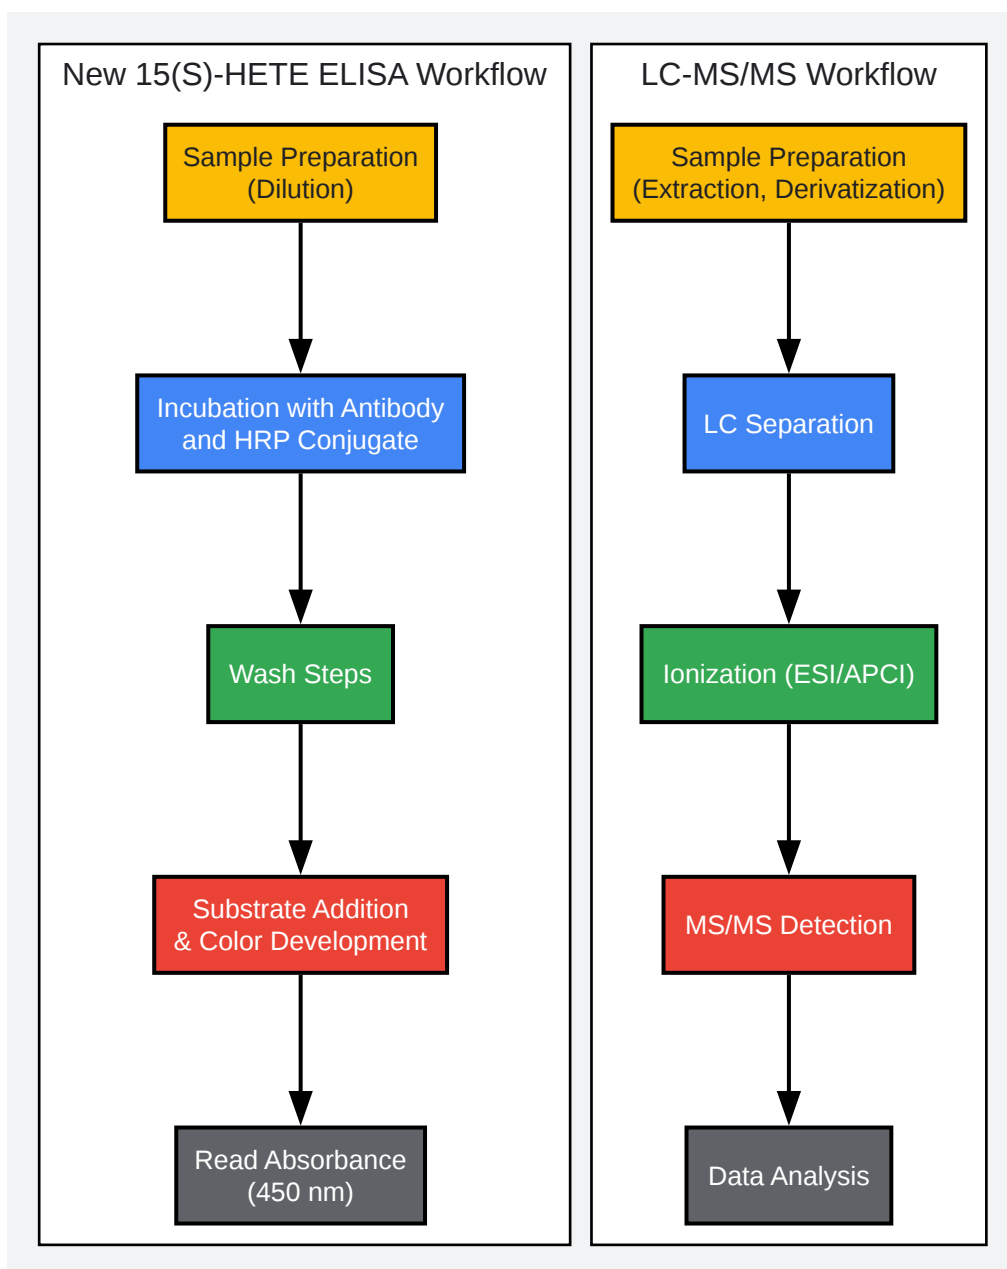 New 15(S)-HETE ELISA Workflow
Sample Preparation
(Dilution)
Incubation with Antibody
and HRP Conjugate
Wash Steps
Substrate Addition
& Color Development
Read Absorbance
(450 nm)
LC-MS/MS Workflow
Sample Preparation
(Extraction, Derivatization)
LC Separation
Ionization (ESI/APCI)
MS/MS Detection
Data Analysis